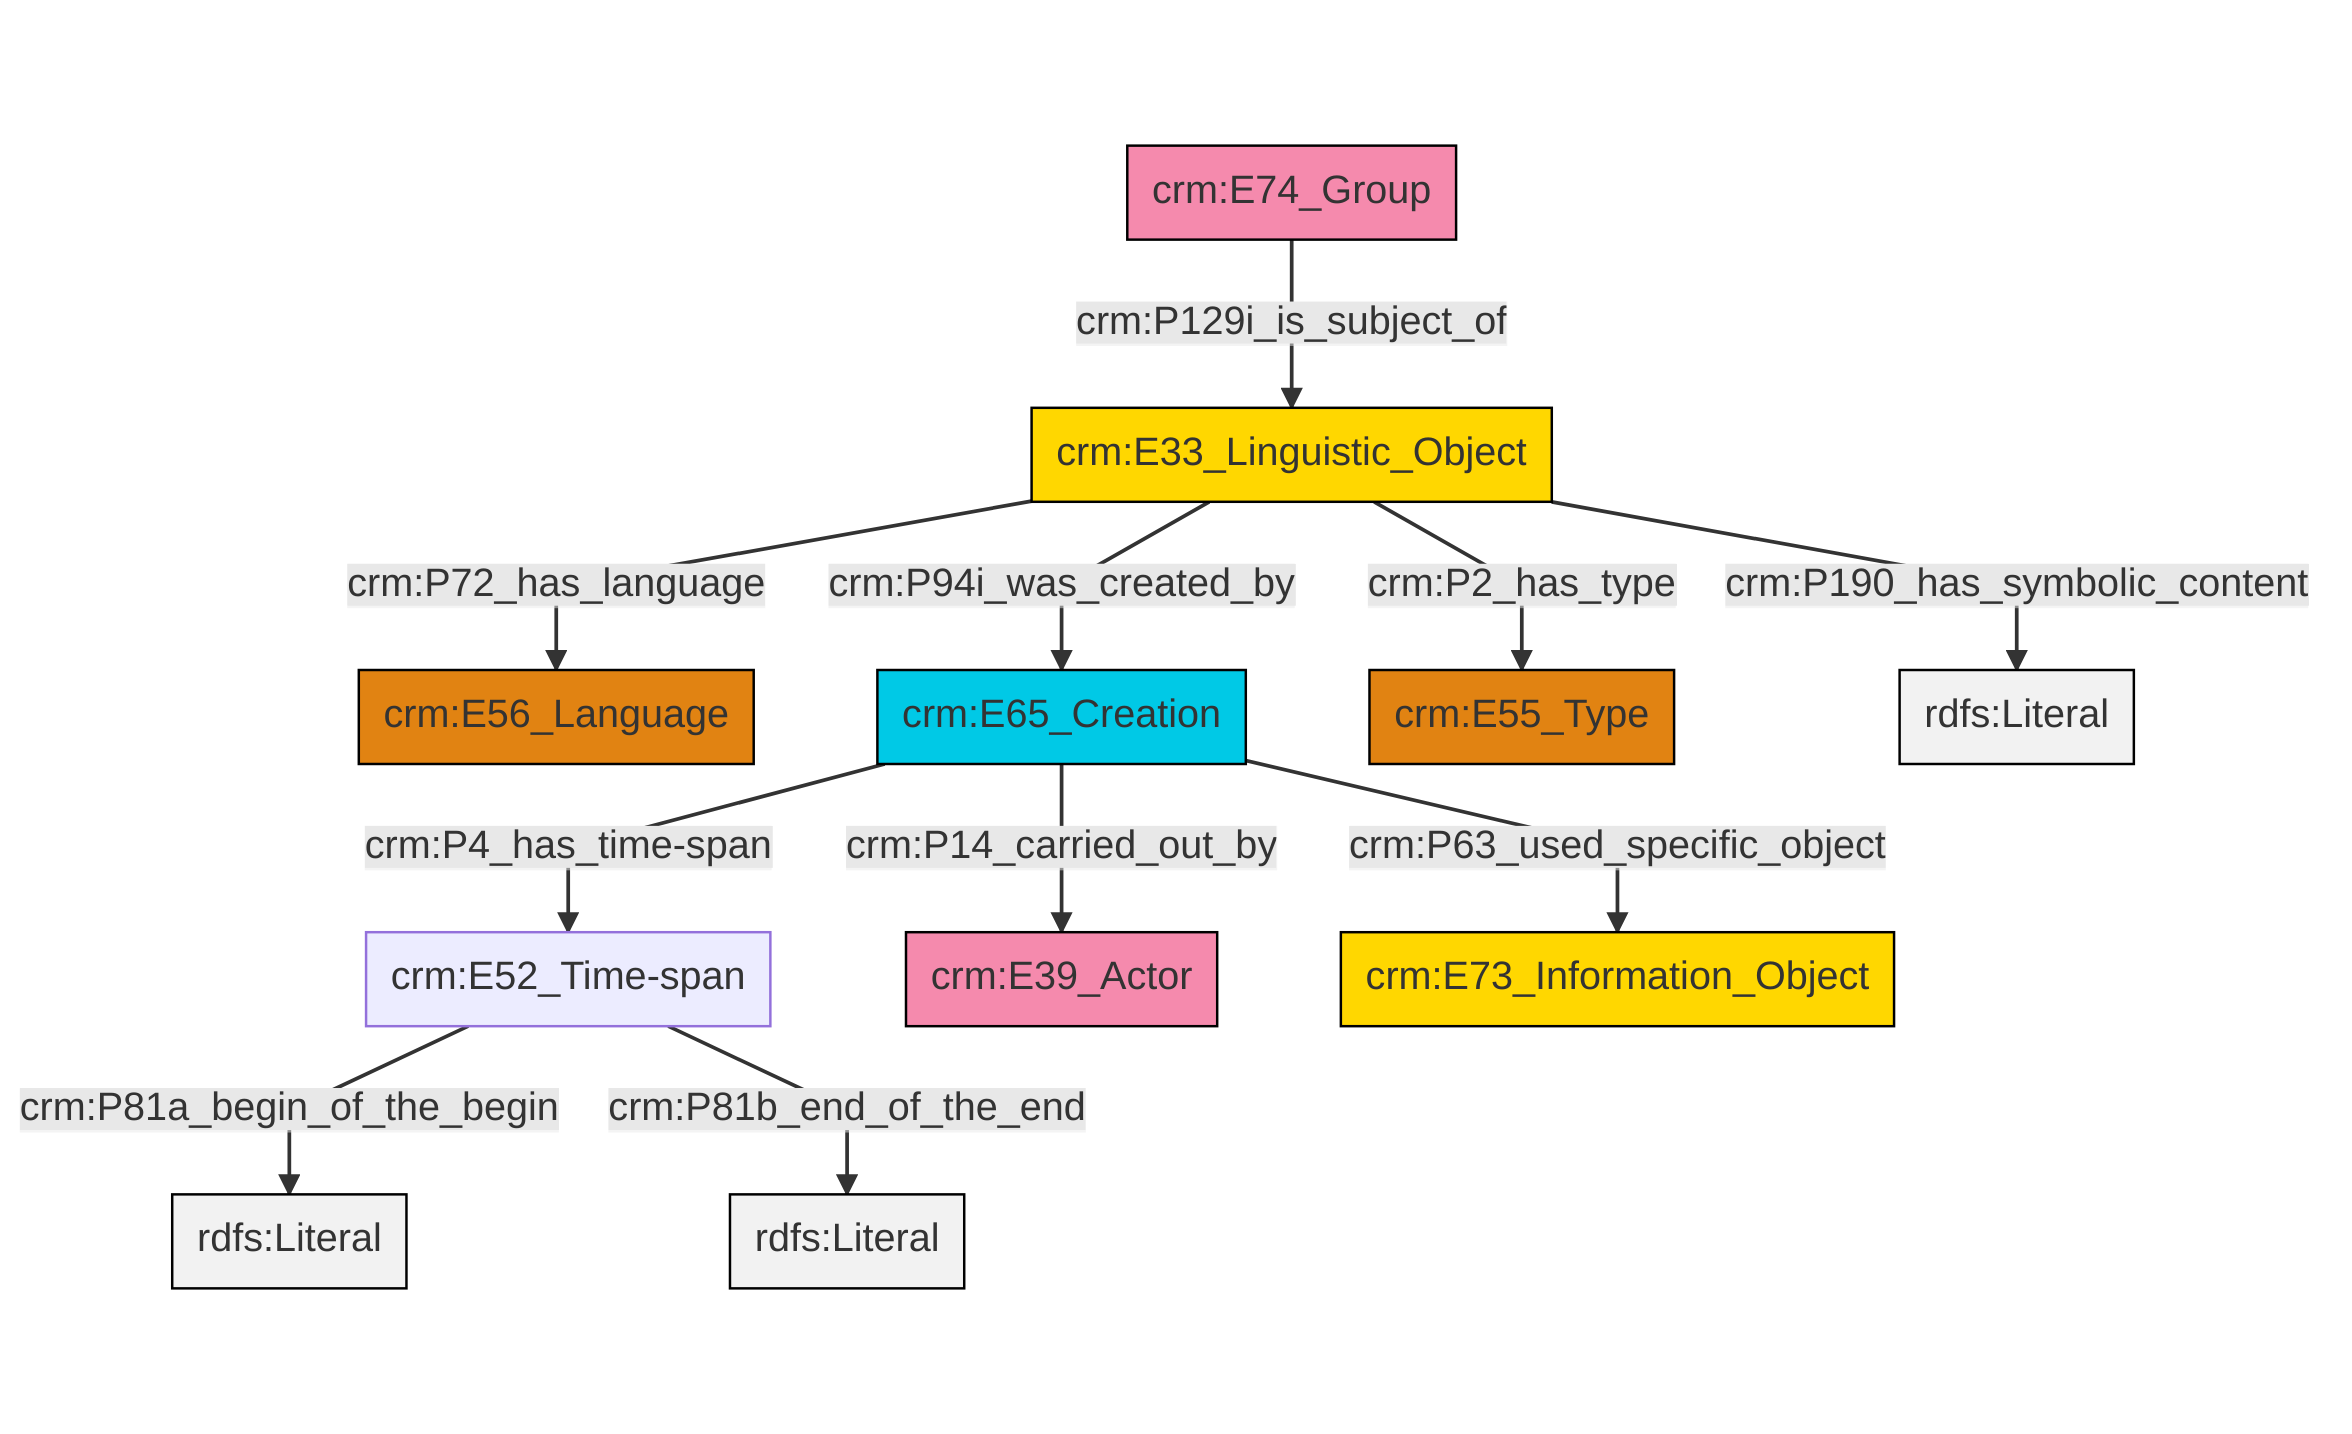 crm:E74_Group
crm:P129i_is_subject_of
crm:E33_Linguistic_Object
crm:P72_has_language
crm:P94i_was_created_by
crm:P2_has_type
crm:P190_has_symbolic_content
crm:E56_Language
crm:E65_Creation
crm:E55_Type
rdfs:Literal
crm:P4_has_time-span
crm:P14_carried_out_by
crm:P63_used_specific_object
crm:E52_Time-span
crm:E39_Actor
crm:E73_Information_Object
crm:P81a_begin_of_the_begin
crm:P81b_end_of_the_end
rdfs:Literal
rdfs:Literal